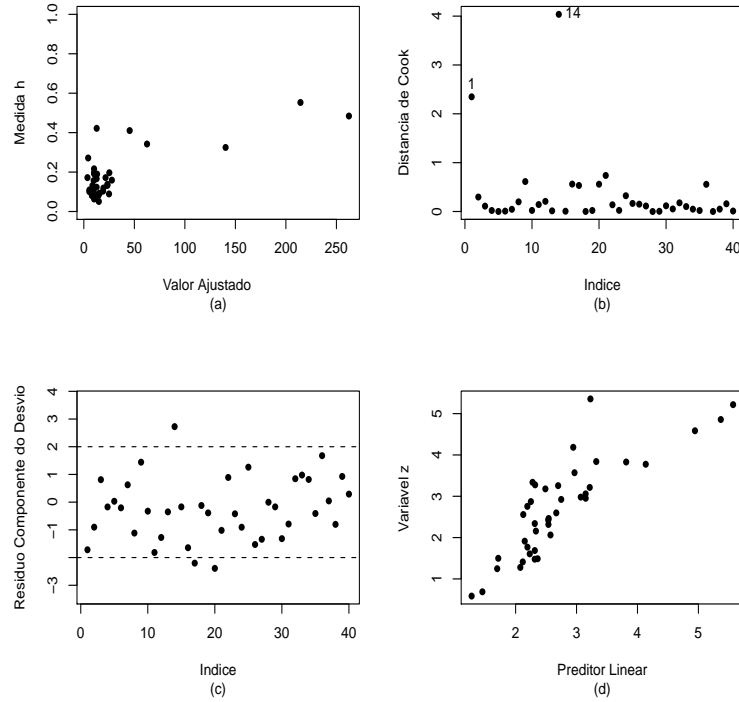 Medida h
0.0 0.2 0.4 0.6 0.8 1.0
0 50 100 150 200 250
Valor Ajustado
(a)
Distancia de Cook
0 1 2 3 4
1
14
0 10 20 30 40
Indice
(b)
Residuo Componente do Desvio
-3 -1 0 1 2 3 4
0 10 20 30 40
Indice
(c)
Variavel z
1 2 3 4 5
2 3 4 5
Preditor Linear
(d)